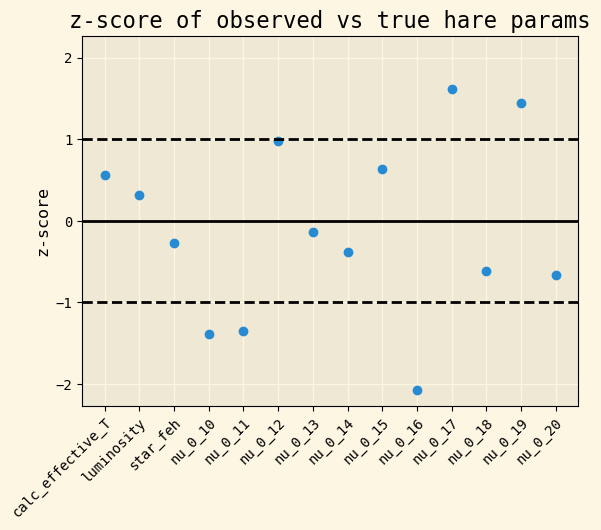 z-score of observed vs true hare params
z-score
2
1
0
−1
−2
calc_effective_T
luminosity
star_feh
nu_0_10
nu_0_11
nu_0_12
nu_0_13
nu_0_14
nu_0_15
nu_0_16
nu_0_17
nu_0_18
nu_0_19
nu_0_20